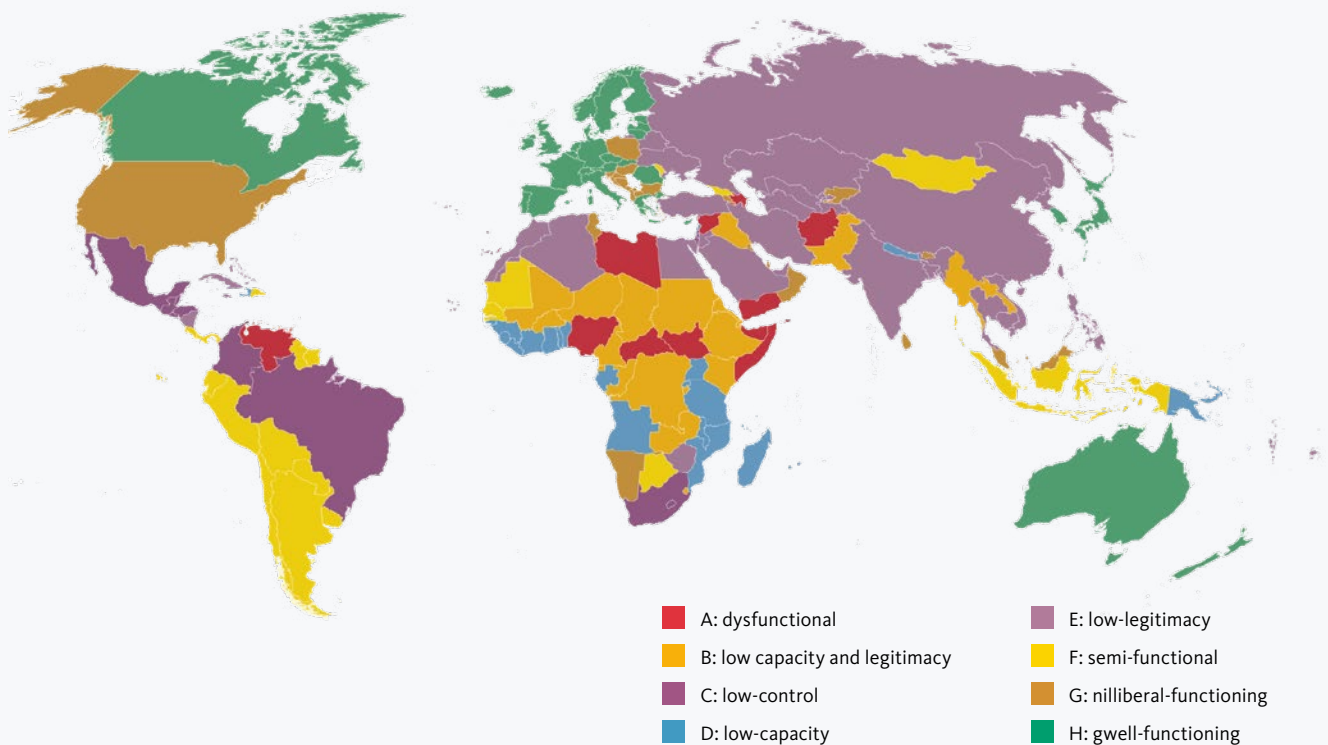 A: dysfunctional
B: low capacity and legitimacy
C: low-control
D: low-capacity
E: low-legitimacy
F: semi-functional
G: nilliberal-functioning
H: gwell-functioning